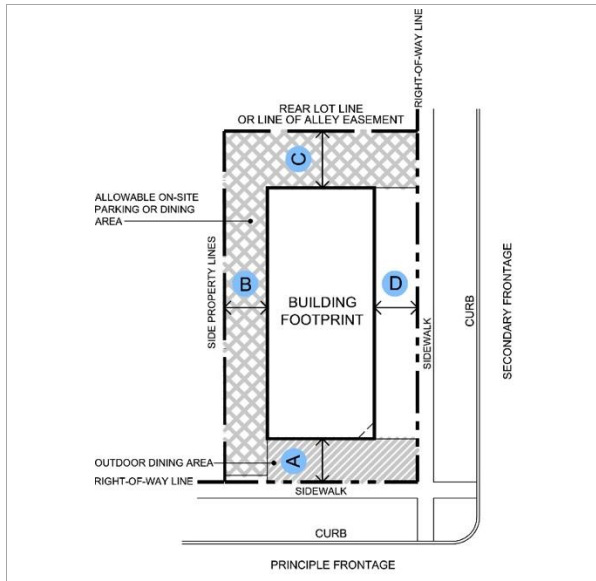 RIGHT-OF-WAY LINE
REAR LOT LINE
OR LINE OF ALLEY EASEMENT
C
ALLOWABLE ON-SITE
PARKING OR DINING
AREA
SIDE PROPERTY LINES
B
BUILDING
FOOTPRINT
D
SIDEWALK
CURB
SECONDARY FRONTAGE
OUTDOOR DINING AREA
A
RIGHT-OF-WAY LINE
SIDEWALK
CURB
PRINCIPLE FRONTAGE